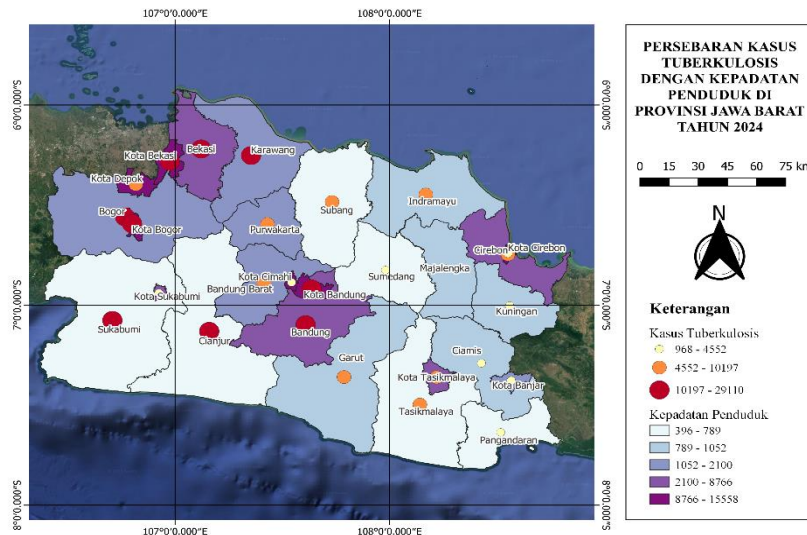 107°0'0.000"E
108°0'0.000"E
6°0'0.000"S
7°0'0.000"S
8°0'0.000"S
Kota Bekasi
Bekasi
Karawang
Kota Depok
Bogor
Kota Bogor
Purwakarta
Subang
Indramayu
Cirebon
Kota Cirebon
Kota Cimahi
Bandung Barat
Kota Bandung
Sumedang
Majalengka
Kuningan
Kota Sukabumi
Sukabumi
Cianjur
Bandung
Garut
Ciamis
Kota Tasikmalaya
Kota Banjar
Tasikmalaya
Pangandaran
6°0'0.000"S
7°0'0.000"S
8°0'0.000"S
107°0'0.000"E
108°0'0.000"E
PERSEBARAN KASUS
TUBERKULOSIS
DENGAN KEPADATAN
PENDUDUK DI
PROVINSI JAWA BARAT
TAHUN 2024
0 15 30 45 60 75 km
N
Keterangan
Kasus Tuberkulosis
968 - 4552
4552 - 10197
10197 - 29110
Kepadatan Penduduk
396 - 789
789 - 1052
1052 - 2100
2100 - 8766
8766 - 15558